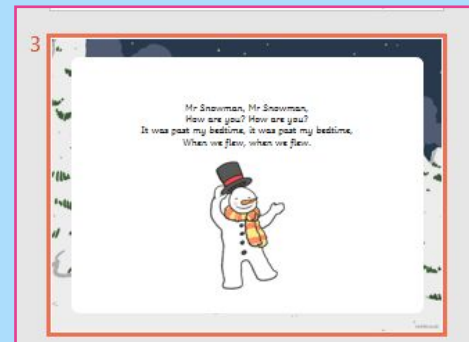 3
Mr Snowman, Mr Snowman,
How are you? How are you?
It was past my bedtime, it was past my bedtime,
When we flew, when we flew.